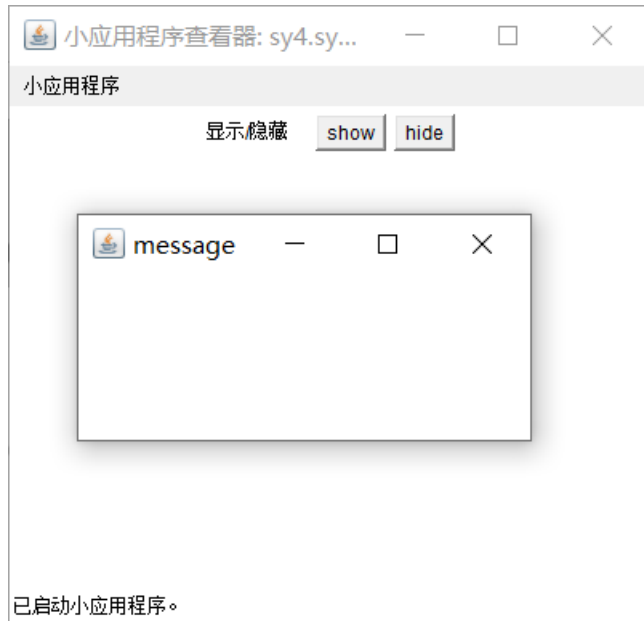 小应用程序查看器: sy4.sy...
小应用程序
显示/隐藏 show hide
message
已启动小应用程序。